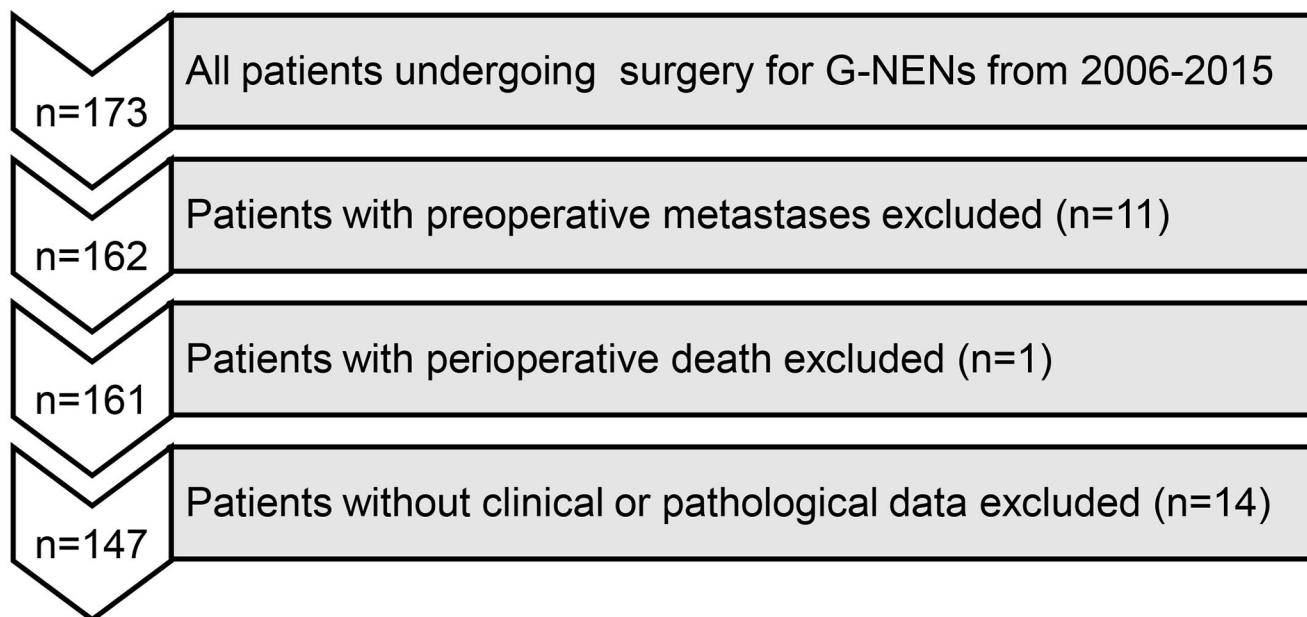 All patients undergoing surgery for G-NENs from 2006-2015
n=173
Patients with preoperative metastases excluded (n=11)
n=162
Patients with perioperative death excluded (n=1)
n=161
Patients without clinical or pathological data excluded (n=14)
n=147